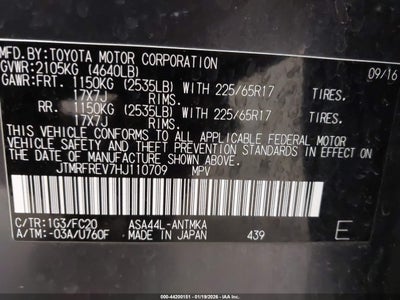 MFD.BY:TOYOTA MOTOR CORPORATION 09/16
GVWR:2105KG (4640LB)
GAWR:FRT. 1150KG (2535LB) WITH 225/65R17 TIRES.
17X7J RIMS.
RR. 1150KG (2535LB) WITH 225/65R17 TIRES.
17X7J RIMS.
THIS VEHICLE CONFORMS TO ALL APPLICABLE FEDERAL MOTOR
VEHICLE SAFETY AND THEFT PREVENTION STANDARDS IN EFFECT
ON THE DATE OF MANUFACTURE SHOWN ABOVE.
JTMRFREV7HJ110709 MPV
C/TR:1G3/FC20 ASA44L-ANTMKA
A/TM:-03A/U760F MADE IN JAPAN 439 E
000-44200151 - 01/19/2026 - IAA Holdings, LLC